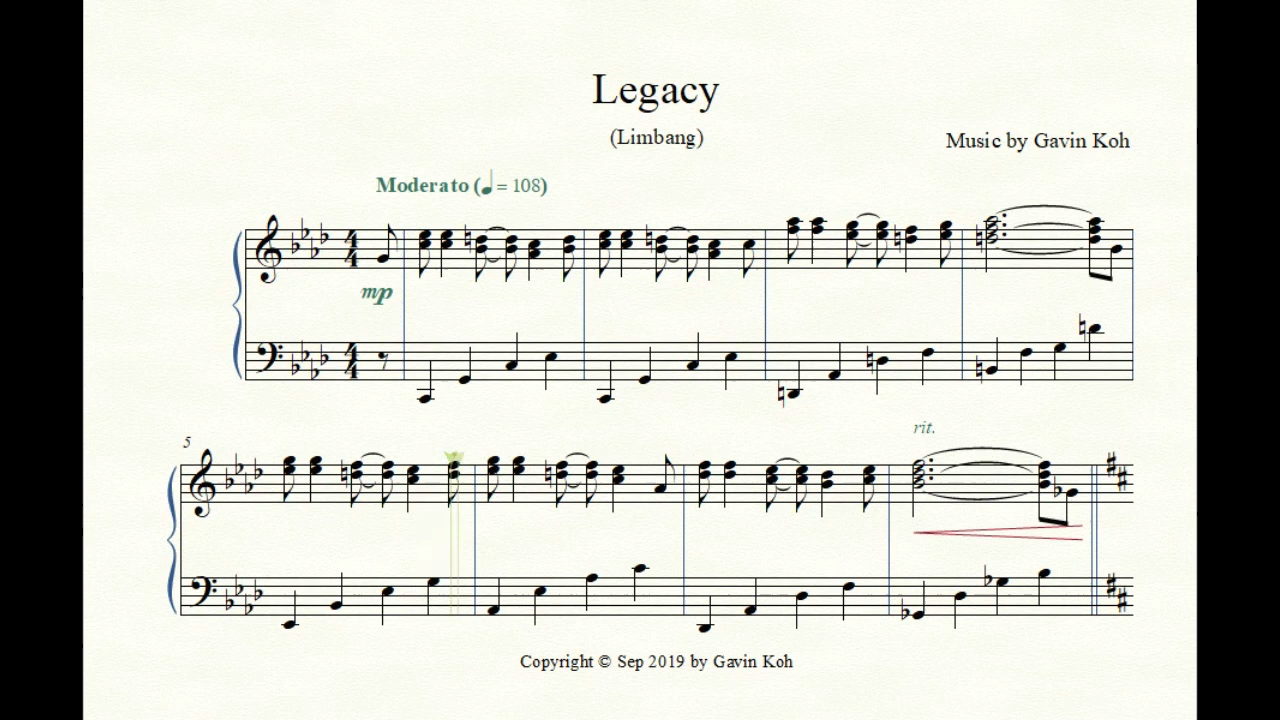 Legacy
(Limbang)
Music by Gavin Koh
Moderato (♩ = 108)
mp
rit.
5
Copyright © Sep 2019 by Gavin Koh